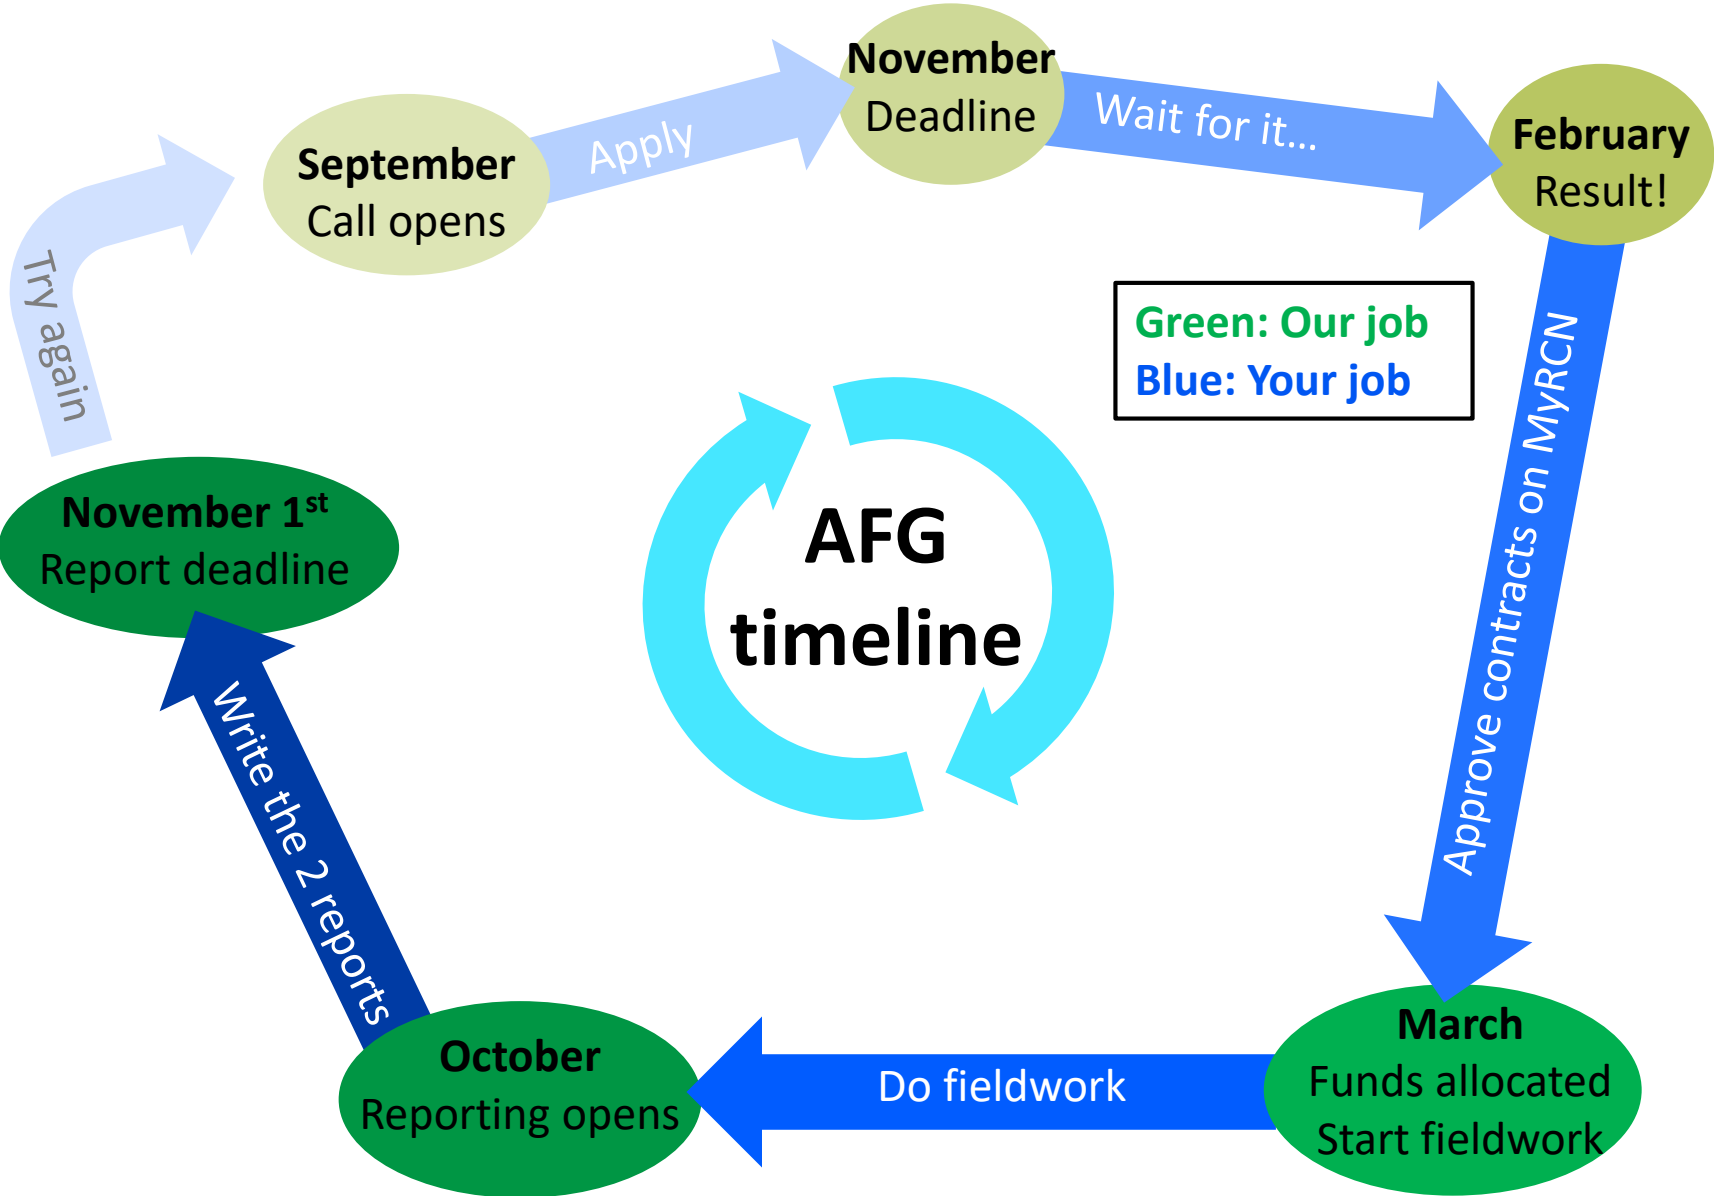 November
Deadline
Wait for it...
February
Result!
Apply
September
Call opens
Try again
Green: Our job
Blue: Your job
Approve contracts on MyRCN
AFG
timeline
November 1st
Report deadline
Write the 2 reports
October
Reporting opens
Do fieldwork
March
Funds allocated
Start fieldwork